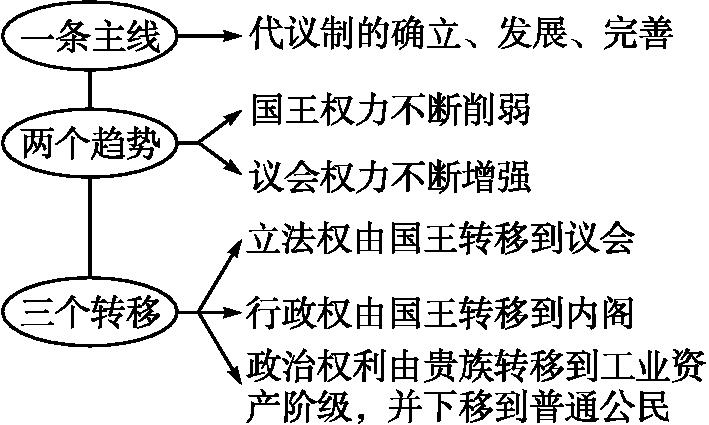 一条主线
代议制的确立、发展、完善
两个趋势
国王权力不断削弱
议会权力不断增强
三个转移
立法权由国王转移到议会
行政权由国王转移到内阁
政治权利由贵族转移到工业资
产阶级，并下移到普通公民